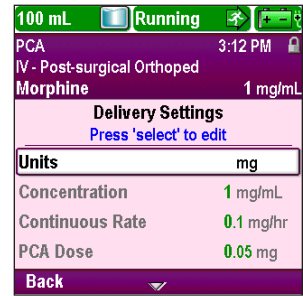 100 mL Running
PCA 3:12 PM
IV - Post-surgical Orthoped
Morphine 1 mg/mL
Delivery Settings
Press 'select' to edit
Units mg
Concentration 1 mg/mL
Continuous Rate 0.1 mg/hr
PCA Dose 0.05 mg
Back